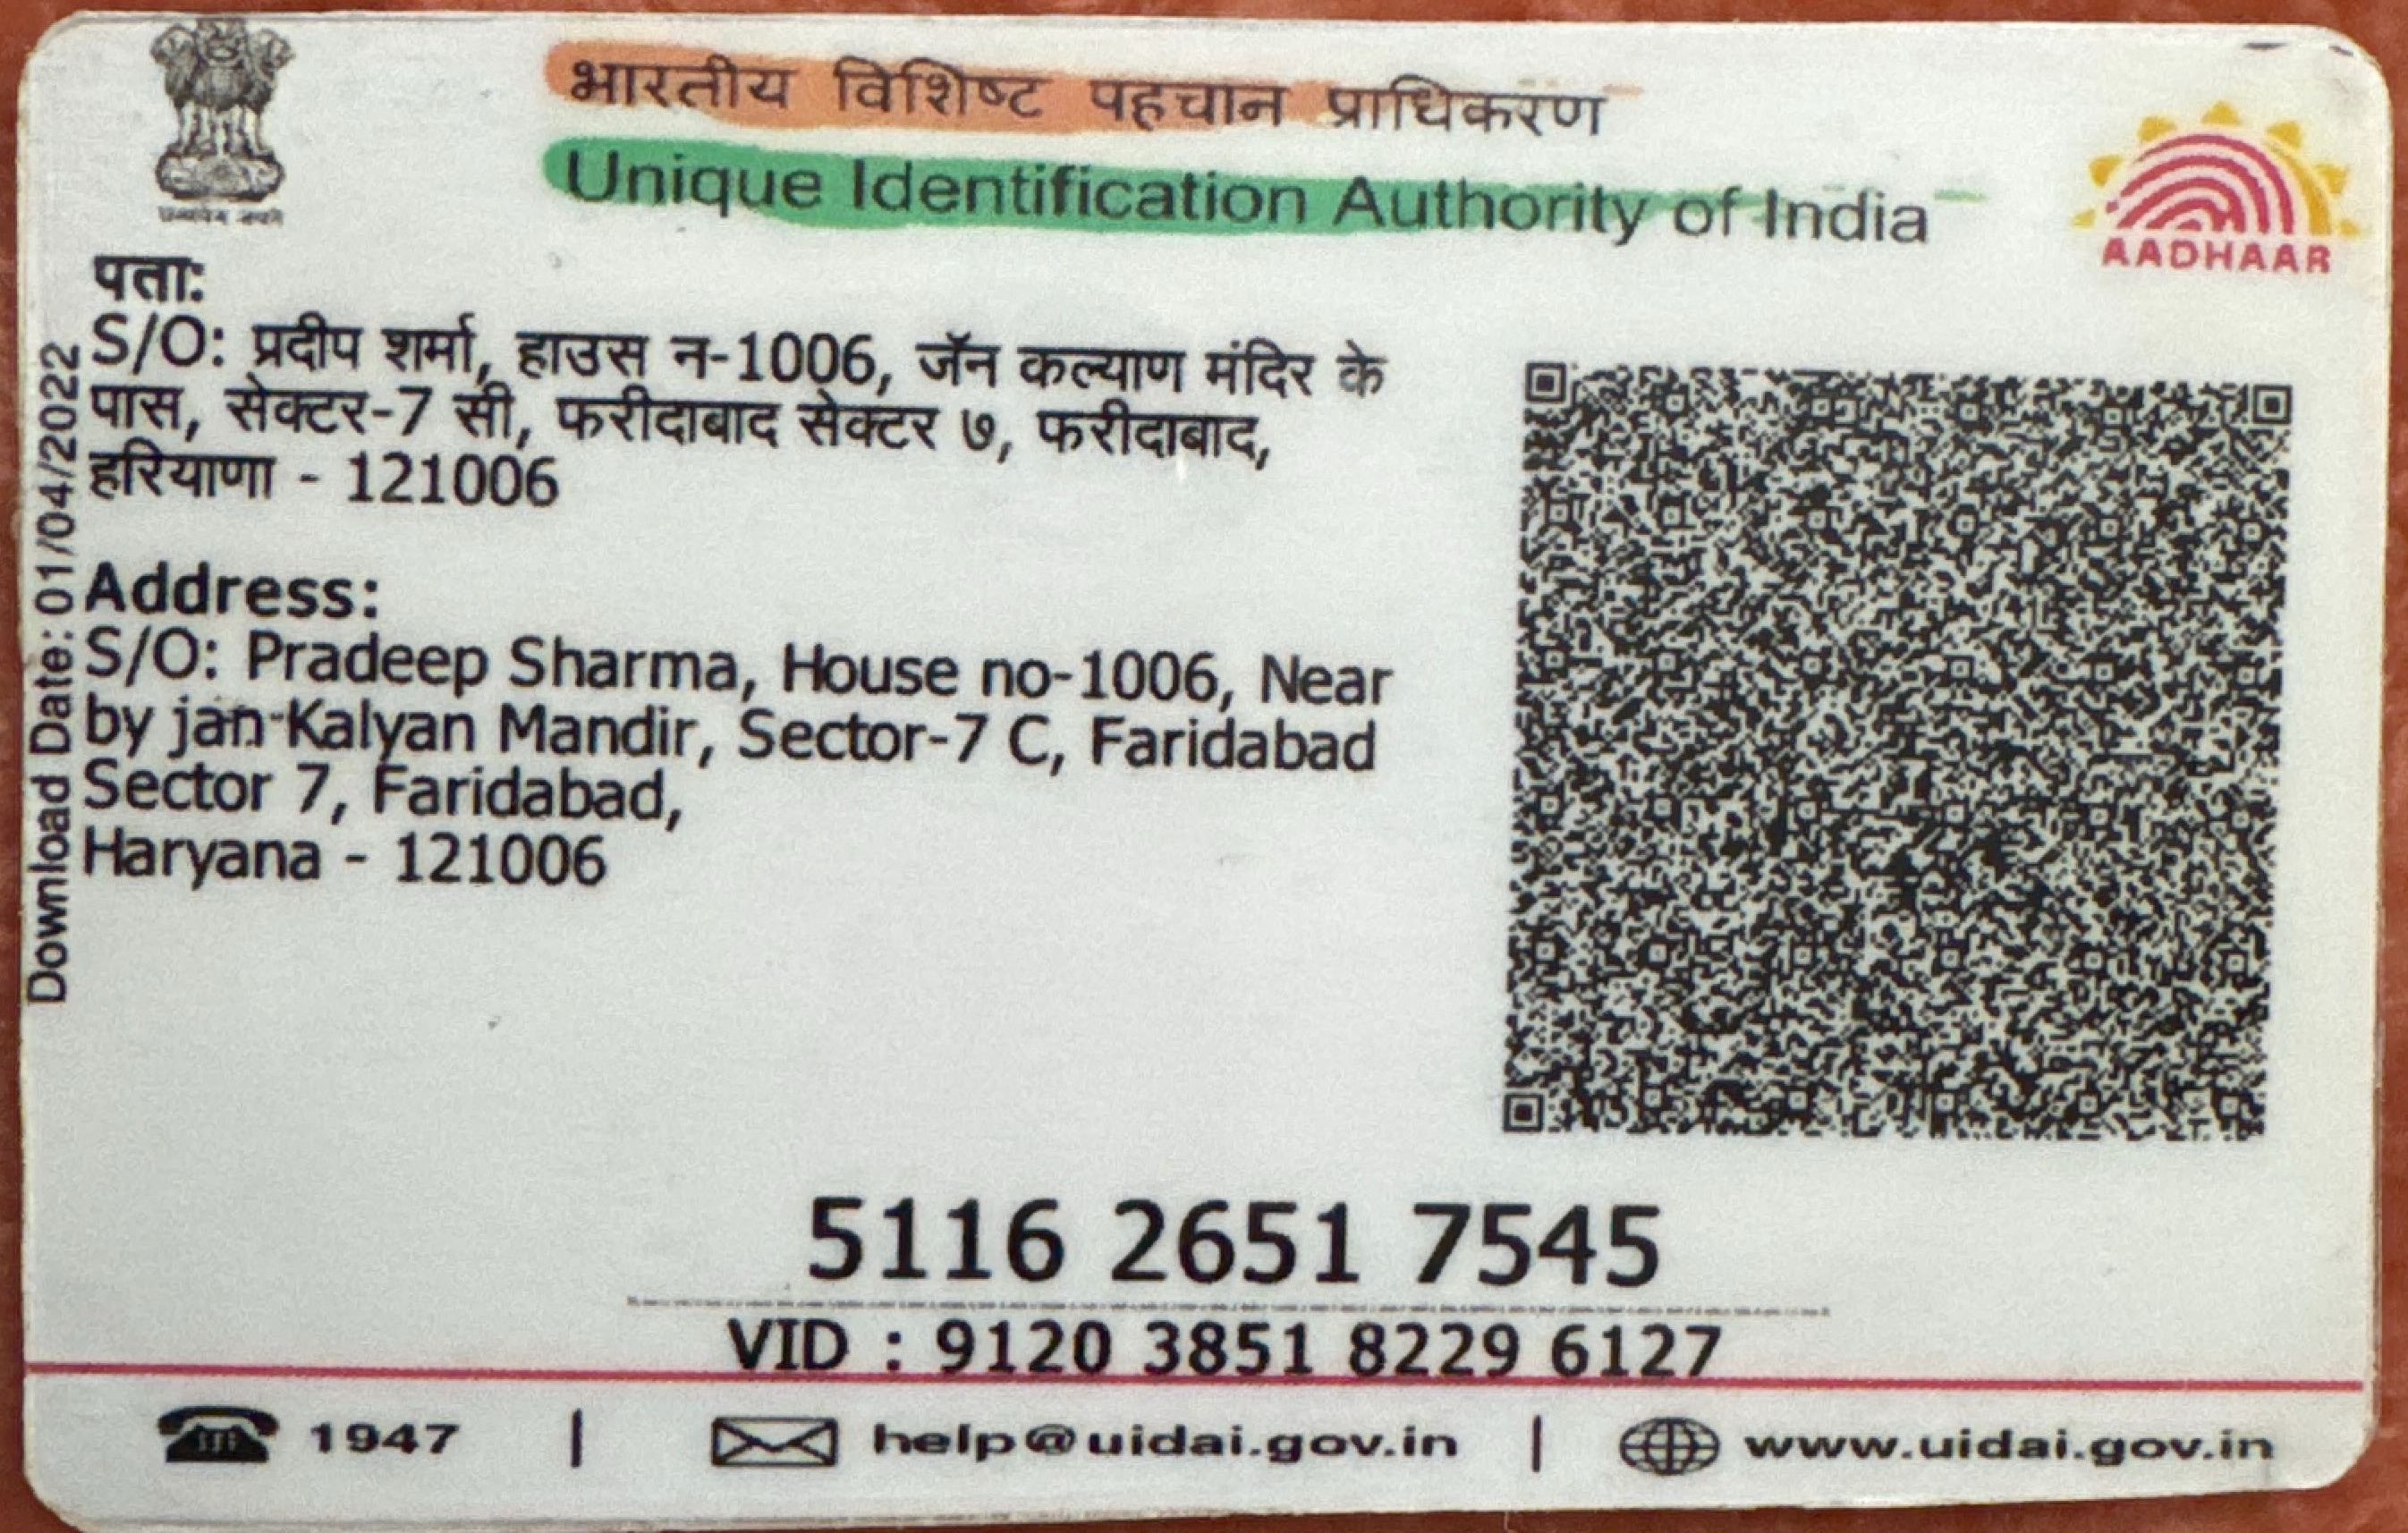 भारतीय विशिष्ट पहचान प्राधिकरण
Unique Identification Authority of India
AADHAAR
पता:
S/O: प्रदीप शर्मा, हाउस न-1006, जॅन कल्याण मंदिर के
पास, सेक्टर-7 सी, फरीदाबाद सेक्टर ७, फरीदाबाद,
हरियाणा - 121006
Address:
S/O: Pradeep Sharma, House no-1006, Near
by jan-Kalyan Mandir, Sector-7 C, Faridabad
Sector 7, Faridabad,
Haryana - 121006
Download Date: 01/04/2022
5116 2651 7545
VID : 9120 3851 8229 6127
1947 | help@uidai.gov.in | www.uidai.gov.in